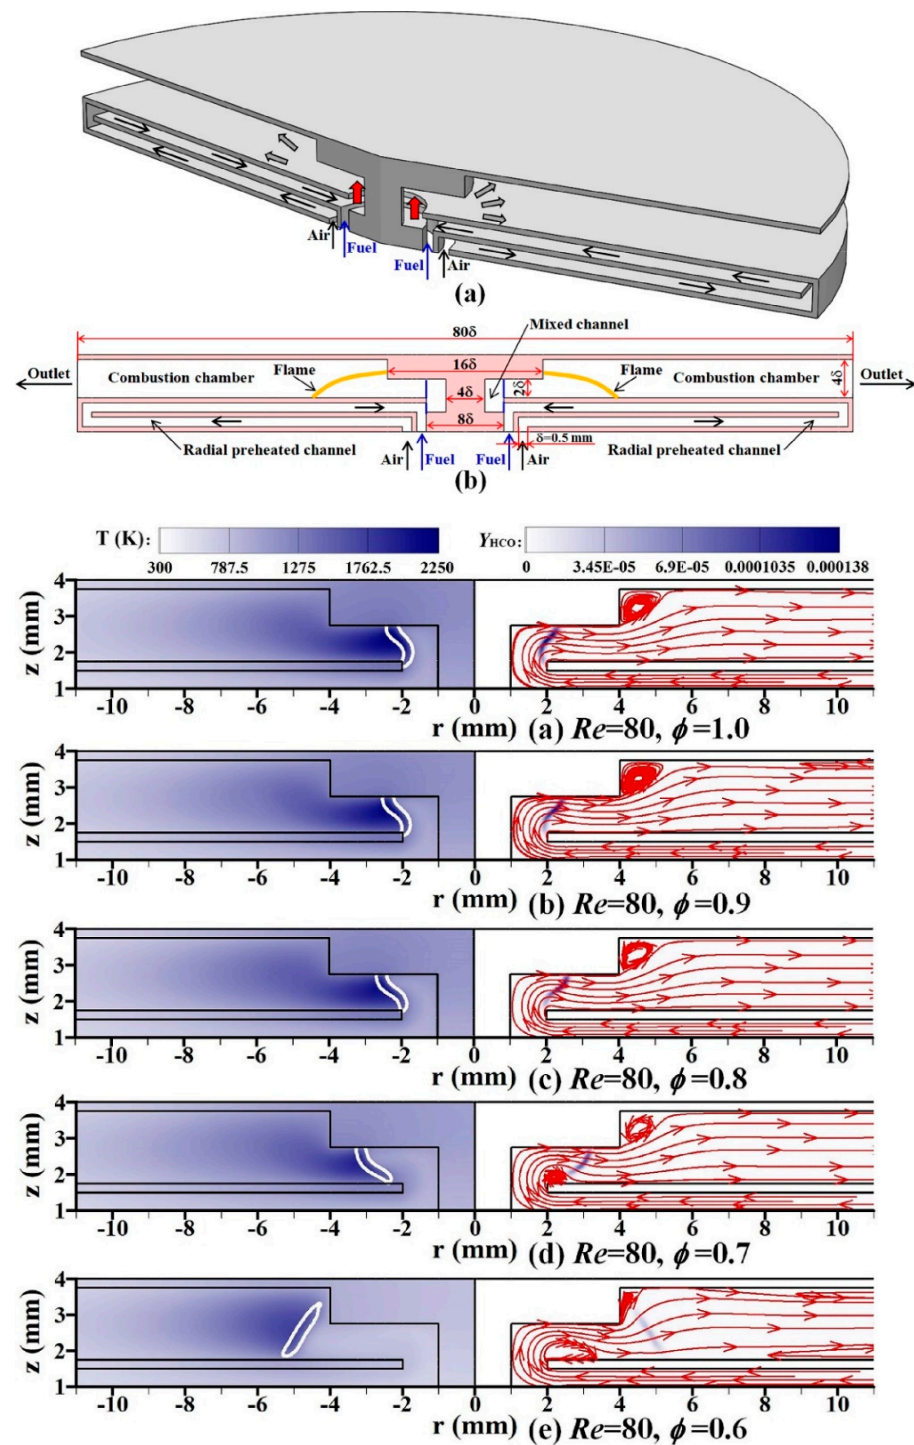 Air
Fuel
Fuel
Air
(a)
Mixed channel
80δ
Outlet
Combustion chamber
Flame
16δ
4δ
2δ
8δ
Flame
Combustion chamber
4δ
Outlet
Radial preheated channel
Air
Fuel
Fuel
Air
δ=0.5 mm
Radial preheated channel
(b)
T (K):
300 787.5 1275 1762.5 2250
YHCO:
0 3.45E-05 6.9E-05 0.0001035 0.000138
z (mm)
4
3
2
1
-10 -8 -6 -4 -2 0 2 4 6 8 10
r (mm) r (mm)
(a) Re=80, ϕ=1.0
z (mm)
4
3
2
1
-10 -8 -6 -4 -2 0 2 4 6 8 10
r (mm) r (mm)
(b) Re=80, ϕ=0.9
z (mm)
4
3
2
1
-10 -8 -6 -4 -2 0 2 4 6 8 10
r (mm) r (mm)
(c) Re=80, ϕ=0.8
z (mm)
4
3
2
1
-10 -8 -6 -4 -2 0 2 4 6 8 10
r (mm) r (mm)
(d) Re=80, ϕ=0.7
z (mm)
4
3
2
1
-10 -8 -6 -4 -2 0 2 4 6 8 10
r (mm) r (mm)
(e) Re=80, ϕ=0.6